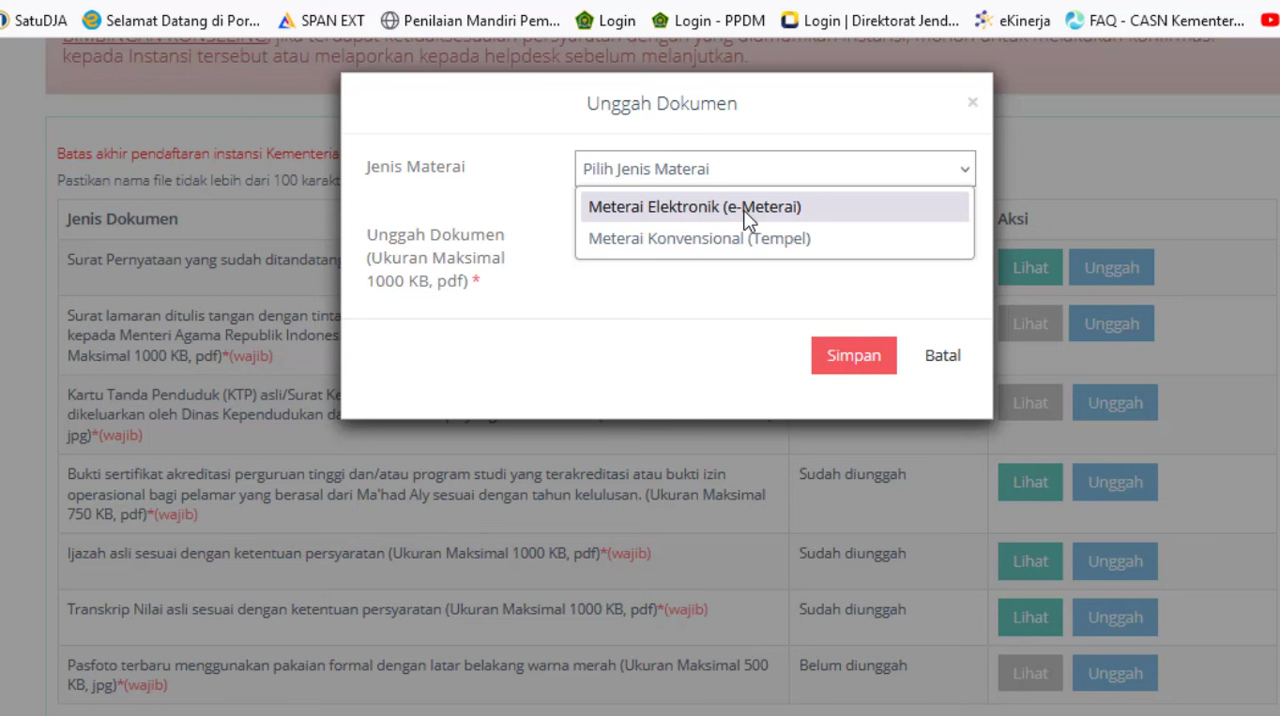 SatuDJA Selamat Datang di Por... SPAN EXT Penilaian Mandiri Pem... Login Login - PPDM Login | Direktorat Jend... eKinerja FAQ - CASN Kementer...
kepada Instansi tersebut atau melaporkan kepada helpdesk sebelum melanjutkan.
Unggah Dokumen ×
Batas akhir pendaftaran instansi Kementeria
Pastikan nama file tidak lebih dari 100 karakt
Jenis Materai Pilih Jenis Materai
Meterai Elektronik (e-Meterai)
Meterai Konvensional (Tempel)
Unggah Dokumen
(Ukuran Maksimal
1000 KB, pdf) *
Simpan Batal
Jenis Dokumen Aksi
Surat Pernyataan yang sudah ditandatang Lihat Unggah
Surat lamaran ditulis tangan dengan tinta
kepada Menteri Agama Republik Indones Lihat Unggah
Maksimal 1000 KB, pdf)*(wajib)
Kartu Tanda Penduduk (KTP) asli/Surat Ke
dikeluarkan oleh Dinas Kependudukan da Lihat Unggah
jpg)*(wajib)
Bukti sertifikat akreditasi perguruan tinggi dan/atau program studi yang terakreditasi atau bukti izin Sudah diunggah Lihat Unggah
operasional bagi pelamar yang berasal dari Ma'had Aly sesuai dengan tahun kelulusan. (Ukuran Maksimal
750 KB, pdf)*(wajib)
Ijazah asli sesuai dengan ketentuan persyaratan (Ukuran Maksimal 1000 KB, pdf)*(wajib) Sudah diunggah Lihat Unggah
Transkrip Nilai asli sesuai dengan ketentuan persyaratan (Ukuran Maksimal 1000 KB, pdf)*(wajib) Sudah diunggah Lihat Unggah
Pasfoto terbaru menggunakan pakaian formal dengan latar belakang warna merah (Ukuran Maksimal 500 Belum diunggah Lihat Unggah
KB, jpg)*(wajib)